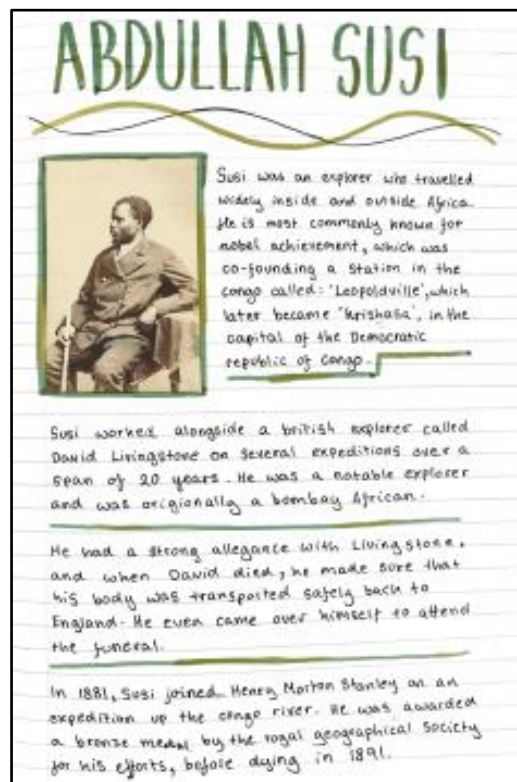 ABDULLAH SUSI
Susi was an explorer who travelled
widely inside and outside Africa.
He is most commonly known for
nobel achievement, which was
co-founding a station in the
congo called: 'Leopoldville', which
later became 'Krishasa', in the
capital of the Democratic
republic of Congo.
Susi worked alongside a british explorer called
David Livingstone on several expeditions over a
span of 20 years. He was a notable explorer
and was origionally a bombay African.
He had a strong allegance with Livingstone,
and when David died, he made sure that
his body was transported safely back to
England. He even came over himself to attend
the funeral.
In 1881, Susi joined Henry Morton Stanley on an
expedition up the congo river. He was awarded
a bronze medal by the royal geographical society
for his efforts, before dying in 1891.